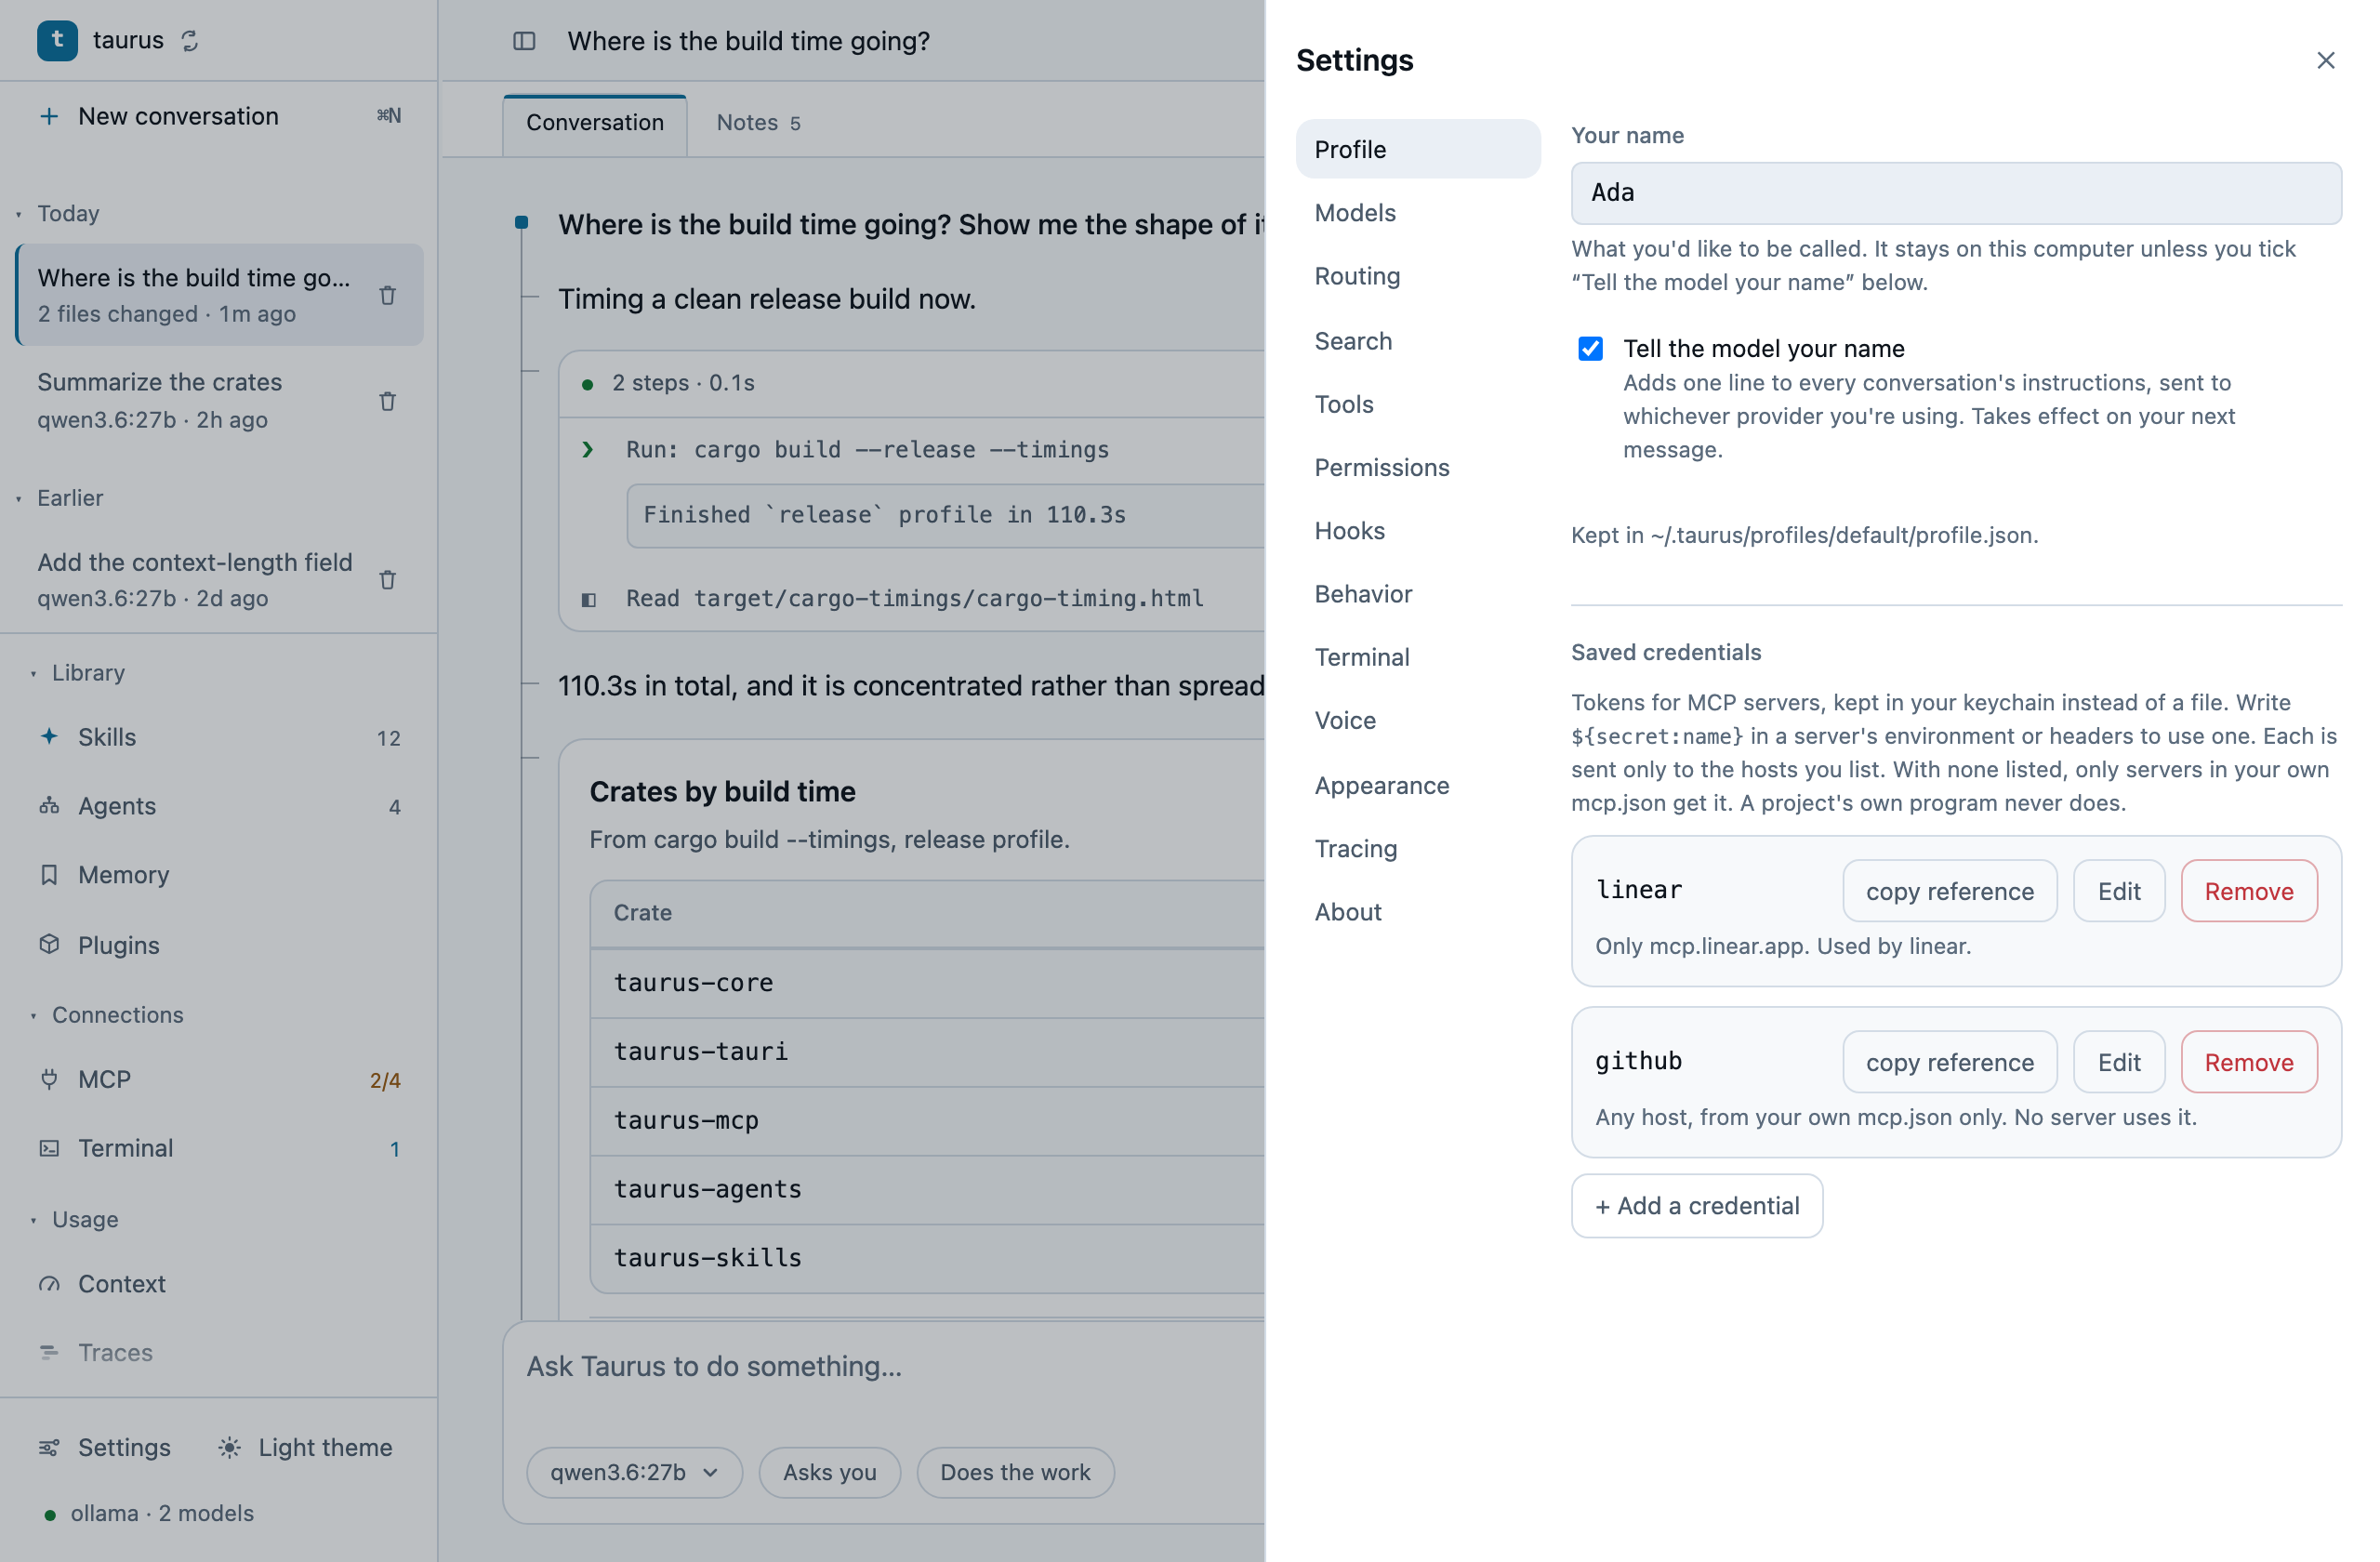 t taurus
New conversation ⌘N
Today
Where is the build time go...
2 files changed · 1m ago
Summarize the crates
qwen3.6:27b · 2h ago
Earlier
Add the context-length field
qwen3.6:27b · 2d ago
Library
Skills 12
Agents 4
Memory
Plugins
Connections
MCP 2/4
Terminal 1
Usage
Context
Traces
Settings Light theme
ollama · 2 models
Where is the build time going?
Conversation Notes 5
Where is the build time going? Show me the shape of it
Timing a clean release build now.
2 steps · 0.1s
Run: cargo build --release --timings
Finished `release` profile in 110.3s
Read target/cargo-timings/cargo-timing.html
110.3s in total, and it is concentrated rather than spread
Crates by build time
From cargo build --timings, release profile.
Crate
taurus-core
taurus-tauri
taurus-mcp
taurus-agents
taurus-skills
Ask Taurus to do something...
qwen3.6:27b Asks you Does the work
Settings
Profile
Models
Routing
Search
Tools
Permissions
Hooks
Behavior
Terminal
Voice
Appearance
Tracing
About
Your name
Ada
What you'd like to be called. It stays on this computer unless you tick
“Tell the model your name” below.
Tell the model your name
Adds one line to every conversation's instructions, sent to
whichever provider you're using. Takes effect on your next
message.
Kept in ~/.taurus/profiles/default/profile.json.
Saved credentials
Tokens for MCP servers, kept in your keychain instead of a file. Write
${secret:name} in a server's environment or headers to use one. Each is
sent only to the hosts you list. With none listed, only servers in your own
mcp.json get it. A project's own program never does.
linear copy reference Edit Remove
Only mcp.linear.app. Used by linear.
github copy reference Edit Remove
Any host, from your own mcp.json only. No server uses it.
+ Add a credential